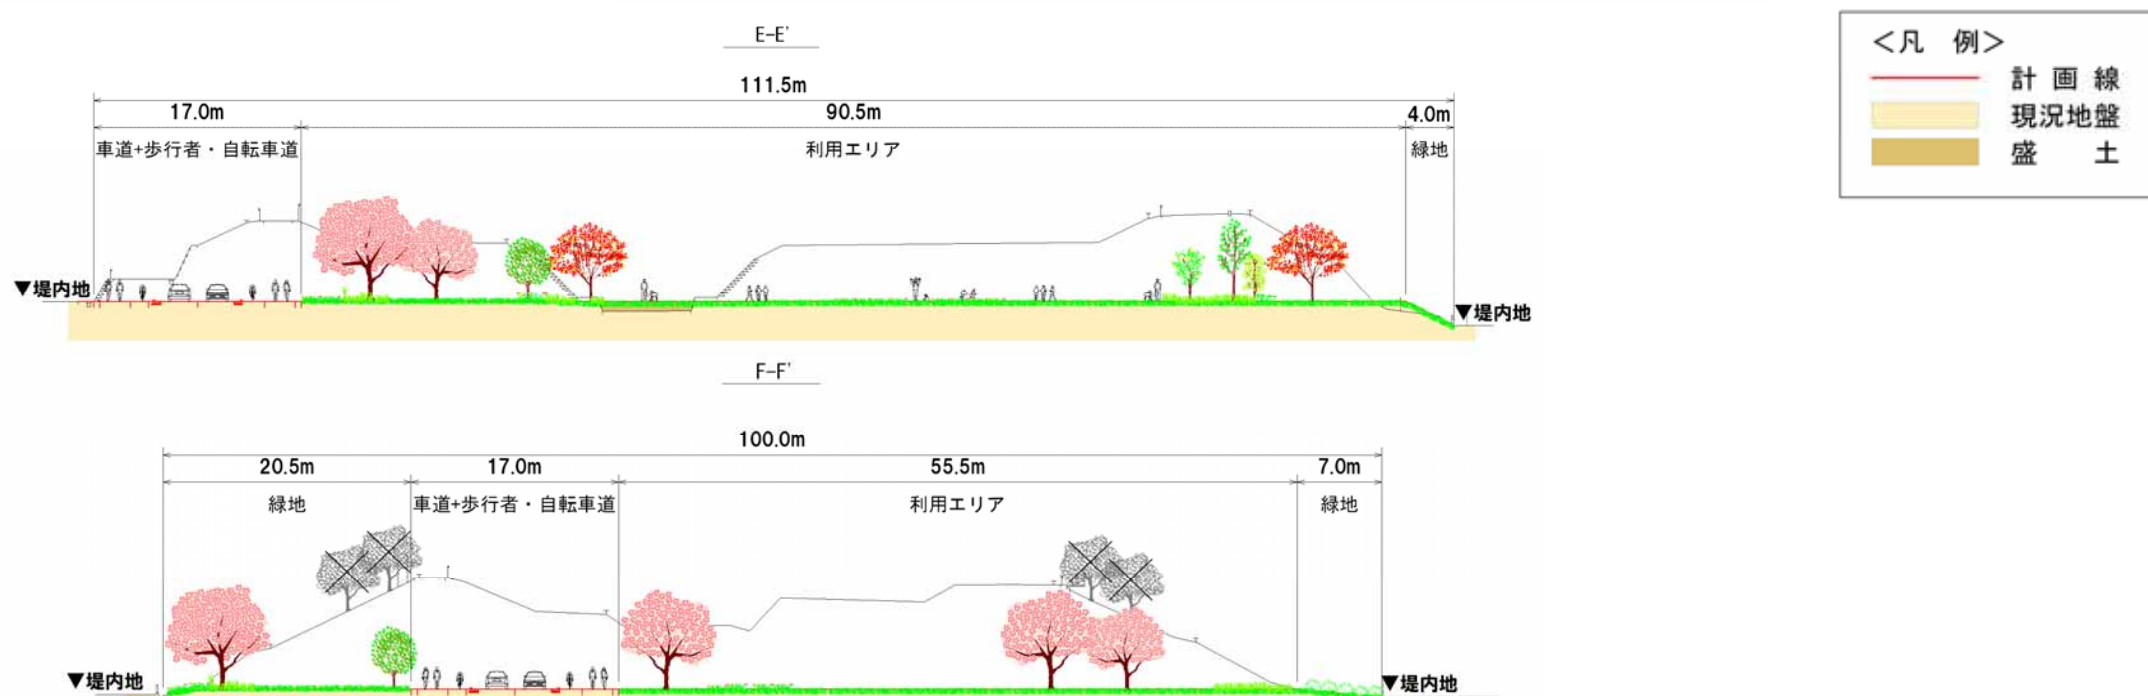 E-E'
111.5m
17.0m 90.5m 4.0m
車道+歩行者・自転車道 利用エリア 緑地
▼堤内地
▼堤内地
＜凡 例＞
計 画 線
現況地盤
盛 土
F-F'
100.0m
20.5m 17.0m 55.5m 7.0m
緑地 車道+歩行者・自転車道 利用エリア 緑地
▼堤内地 ▼堤内地